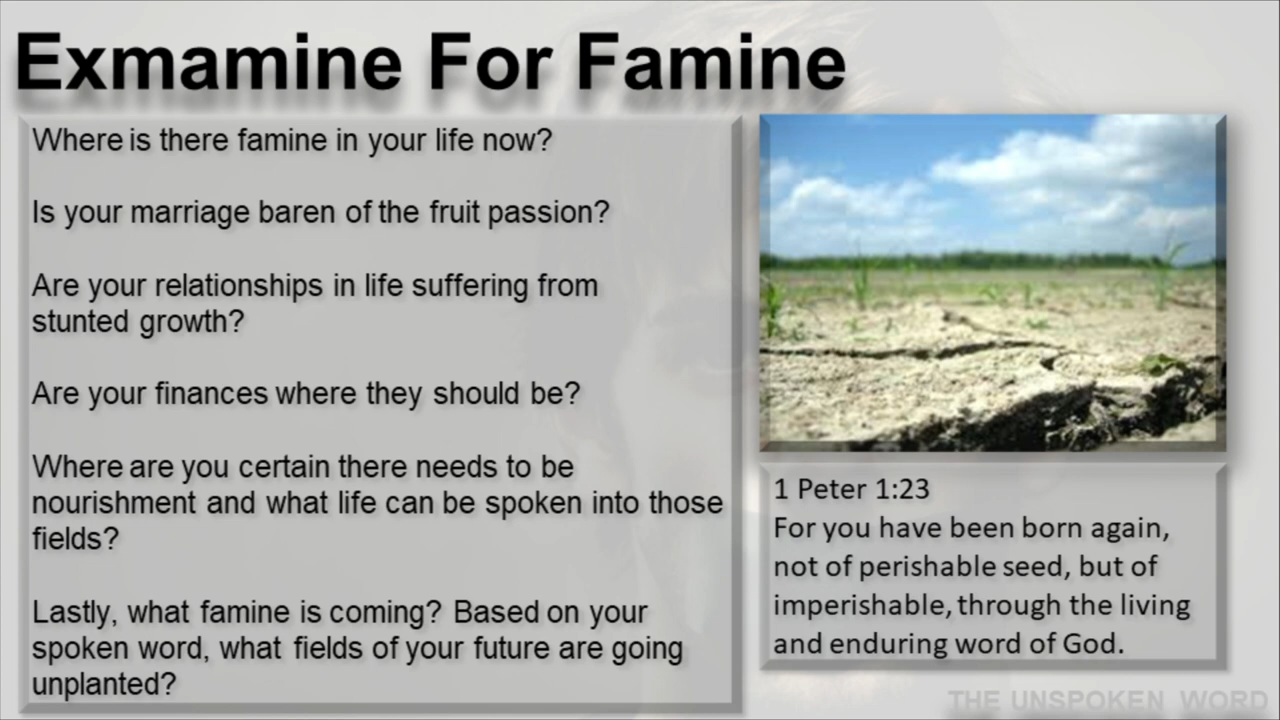 Exmamine For Famine
Where is there famine in your life now?
Is your marriage baren of the fruit passion?
Are your relationships in life suffering from
stunted growth?
Are your finances where they should be?
Where are you certain there needs to be
nourishment and what life can be spoken into those
fields?
Lastly, what famine is coming? Based on your
spoken word, what fields of your future are going
unplanted?
1 Peter 1:23
For you have been born again,
not of perishable seed, but of
imperishable, through the living
and enduring word of God.
THE UNSPOKEN WORD